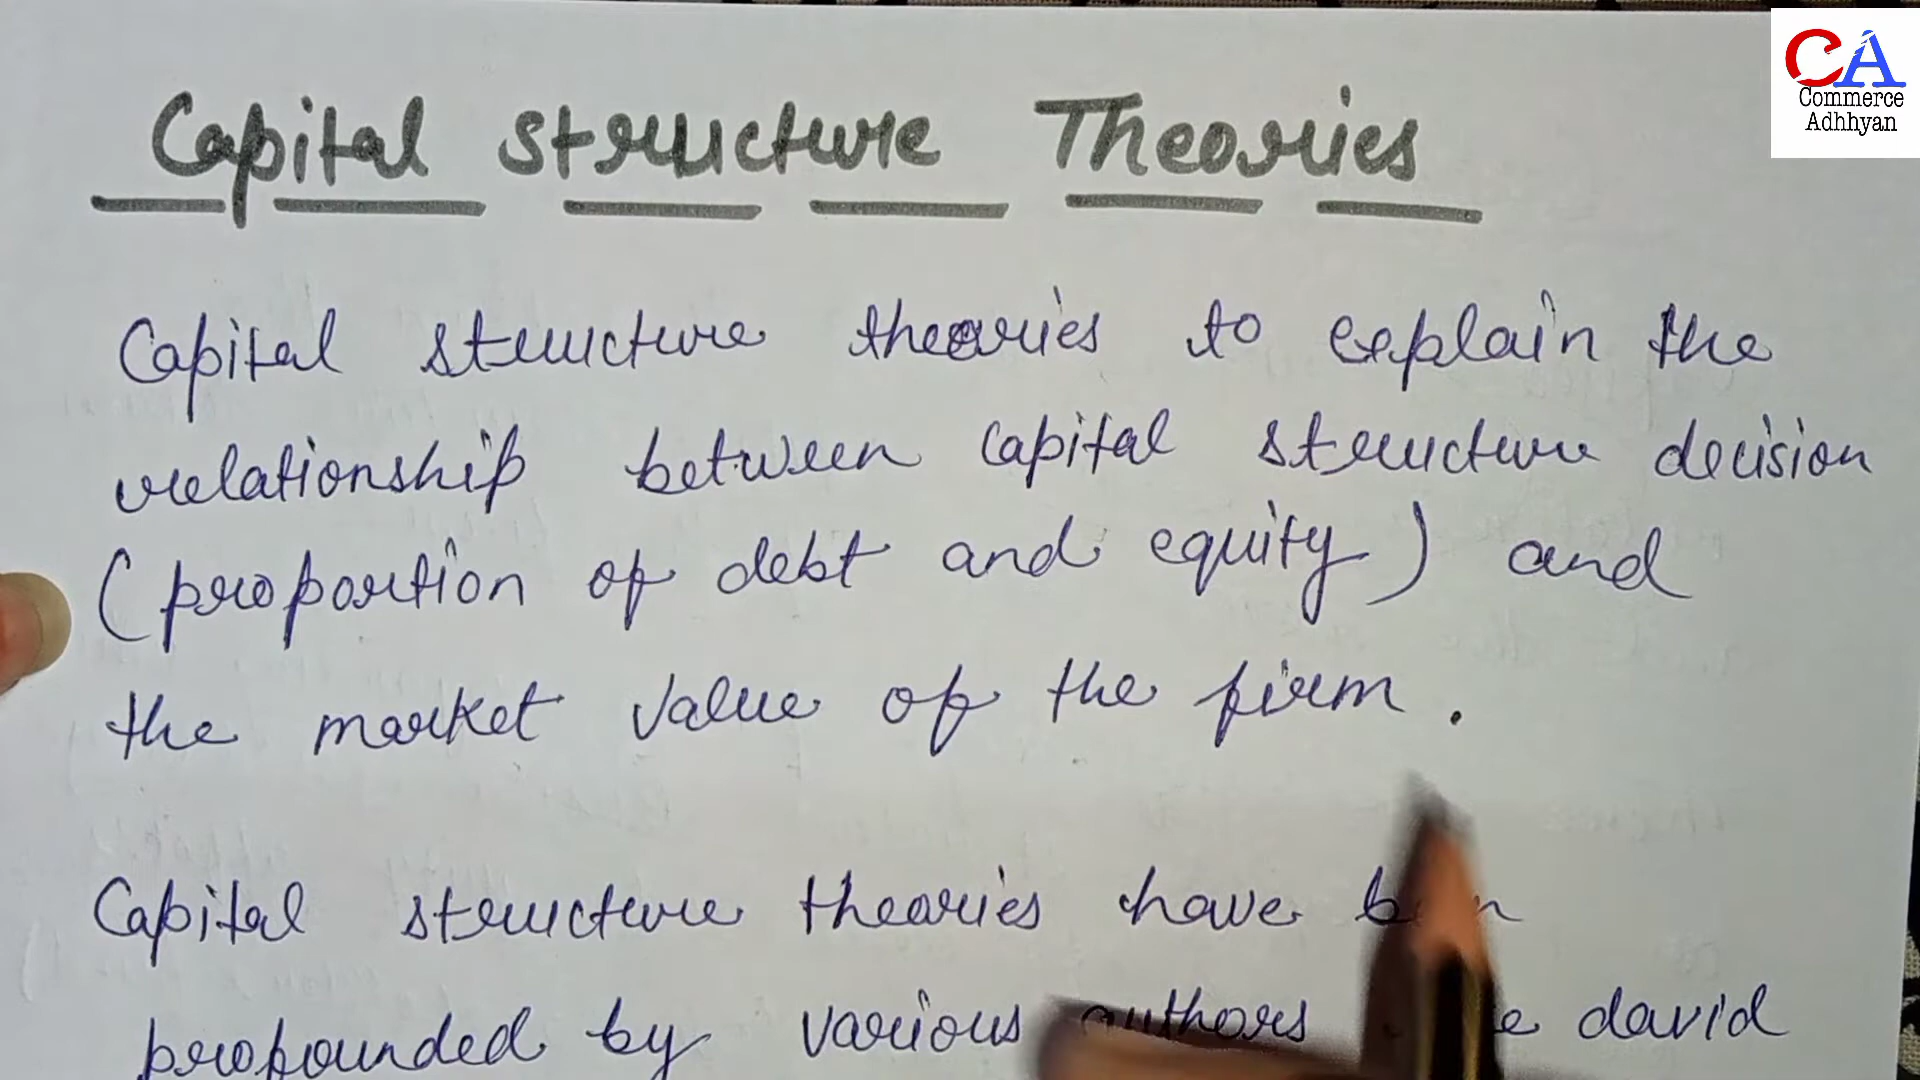 CA
Commerce
Adhhyan
Capital structure Theories
Capital structure theories to explain the
relationship between capital structure decision
(proportion of debt and equity) and
the market value of the firm.
Capital structure theories have
propounded by various authors david